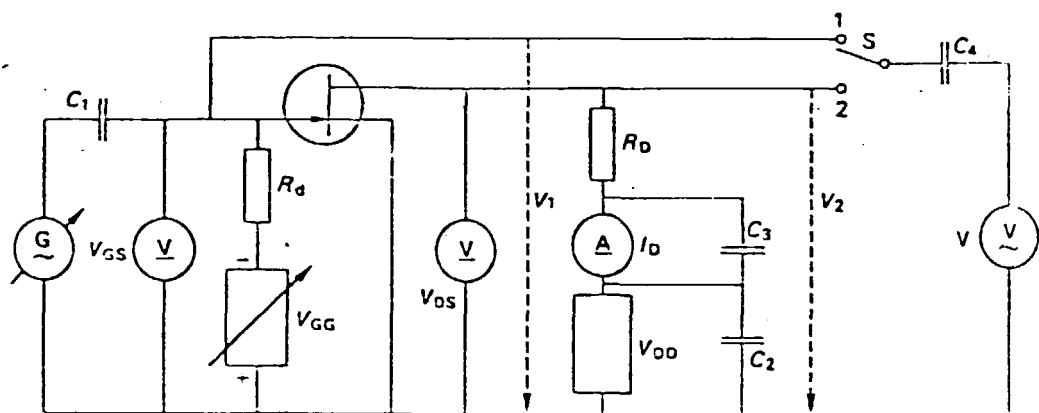 1
S
C4
2
C1
G
~
VGS
V
Rd
-
VGG
+
VDS
V
V1
RD
A
ID
VDD
C3
C2
V2
V
V
~